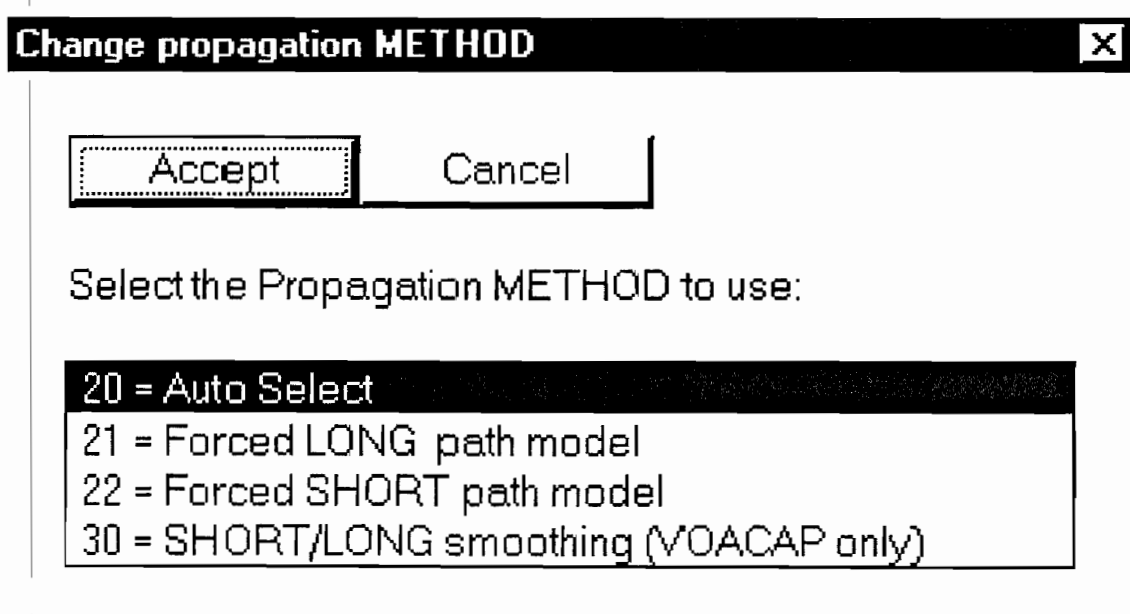 Change propagation METHOD
Accept Cancel
Select the Propagation METHOD to use:
20 = Auto Select
21 = Forced LONG path model
22 = Forced SHORT path model
30 = SHORT/LONG smoothing (VOACAP only)